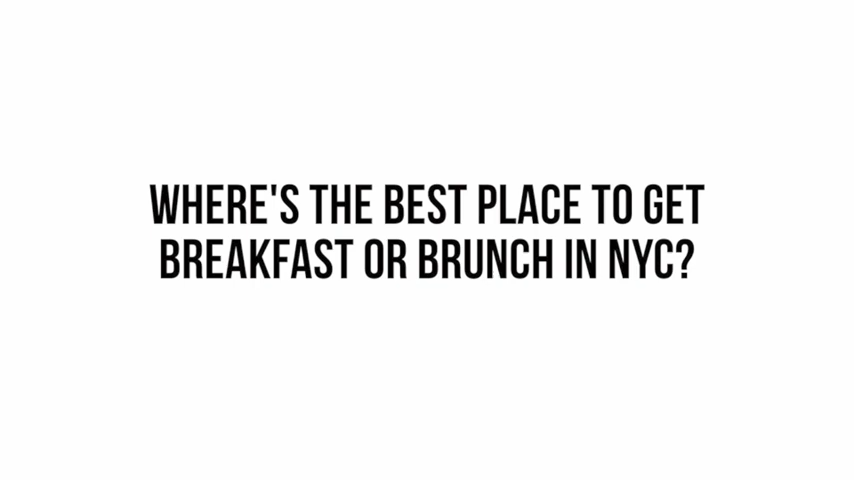 WHERE'S THE BEST PLACE TO GET
BREAKFAST OR BRUNCH IN NYC?